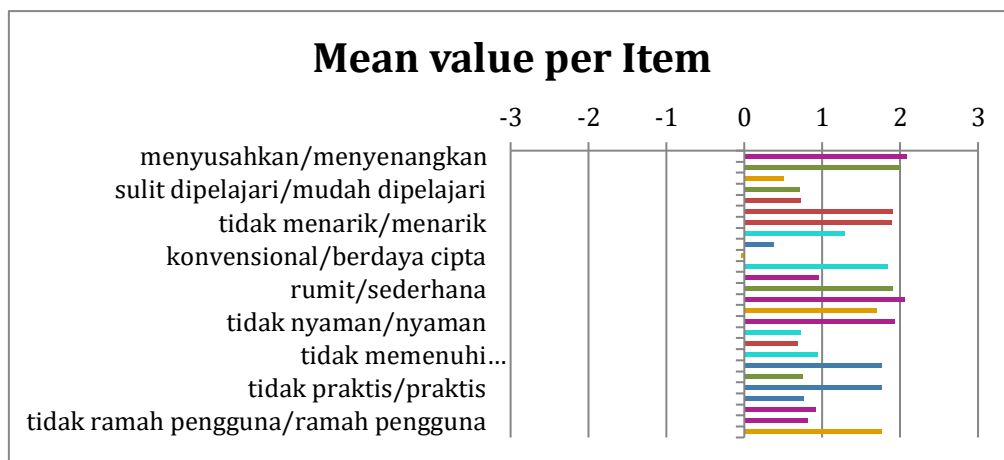 Mean value per Item
-3 -2 -1 0 1 2 3
menyusahkan/menyenangkan
sulit dipelajari/mudah dipelajari
tidak menarik/menarik
konvensional/berdaya cipta
rumit/sederhana
tidak nyaman/nyaman
tidak memenuhi…
tidak praktis/praktis
tidak ramah pengguna/ramah pengguna